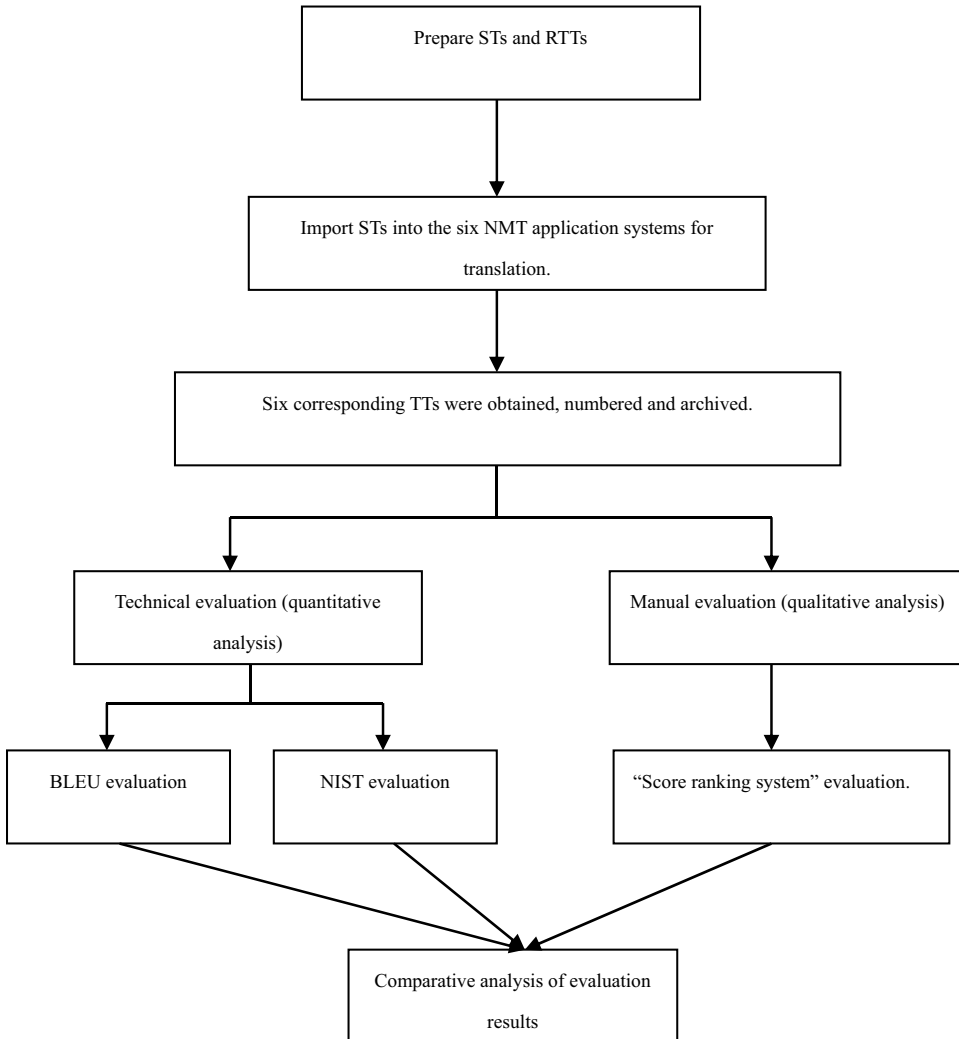 Prepare STs and RTTs
Import STs into the six NMT application systems for
translation.
Six corresponding TTs were obtained, numbered and archived.
Technical evaluation (quantitative
analysis)
Manual evaluation (qualitative analysis)
BLEU evaluation
NIST evaluation
“Score ranking system” evaluation.
Comparative analysis of evaluation
results